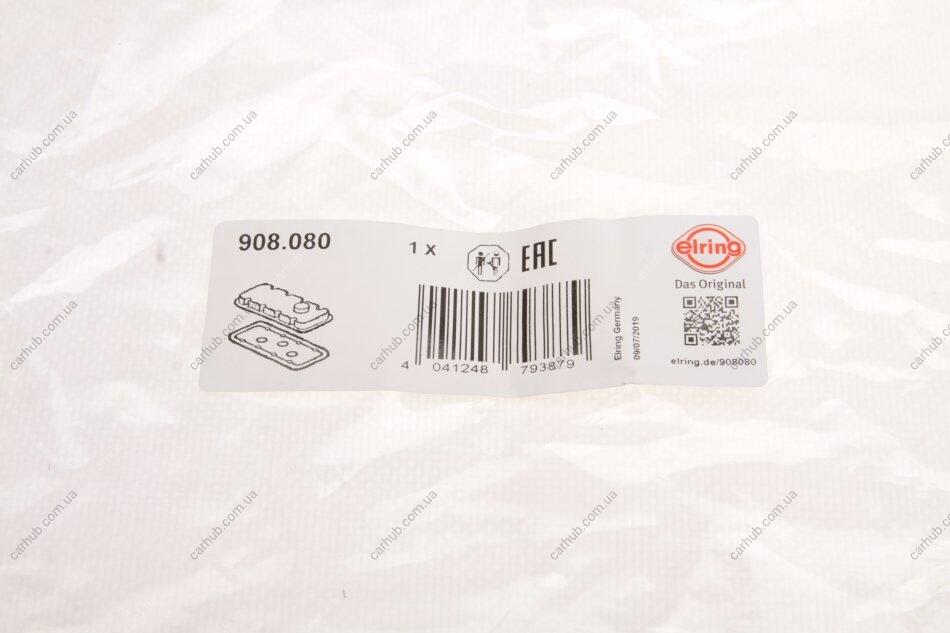 908.080
1 x
EAC
elring
Das Original
4 041248 793879
Elring Germany
09/07/2019
elring.de/908080
carhub.com.ua